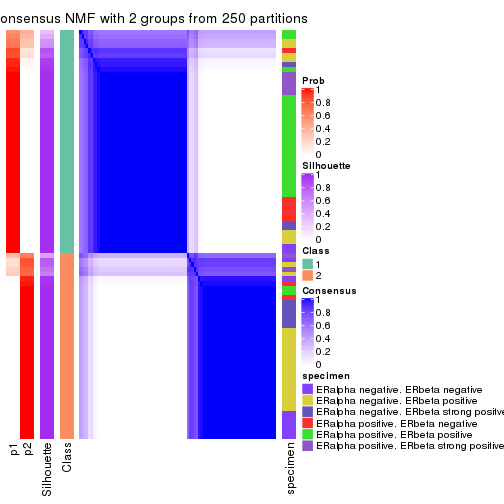 onsensus NMF with 2 groups from 250 partitions
Prob
1
0.8
0.6
0.4
0.2
0
Silhouette
1
0.8
0.6
0.4
0.2
0
Class
1
2
Consensus
1
0.8
0.6
0.4
0.2
0
specimen
ERalpha negative. ERbeta negative
ERalpha negative. ERbeta positive
ERalpha negative. ERbeta strong positive
ERalpha positive. ERbeta negative
ERalpha positive. ERbeta positive
ERalpha positive. ERbeta strong positive
p1
p2
Silhouette
Class
specimen